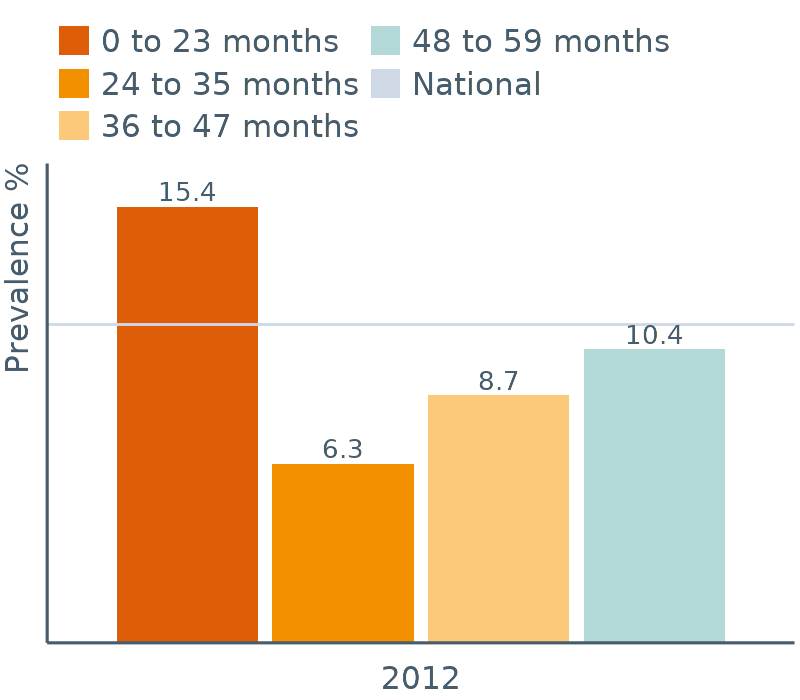 0 to 23 months
24 to 35 months
36 to 47 months
48 to 59 months
National
Prevalence %
15.4
6.3
8.7
10.4
2012